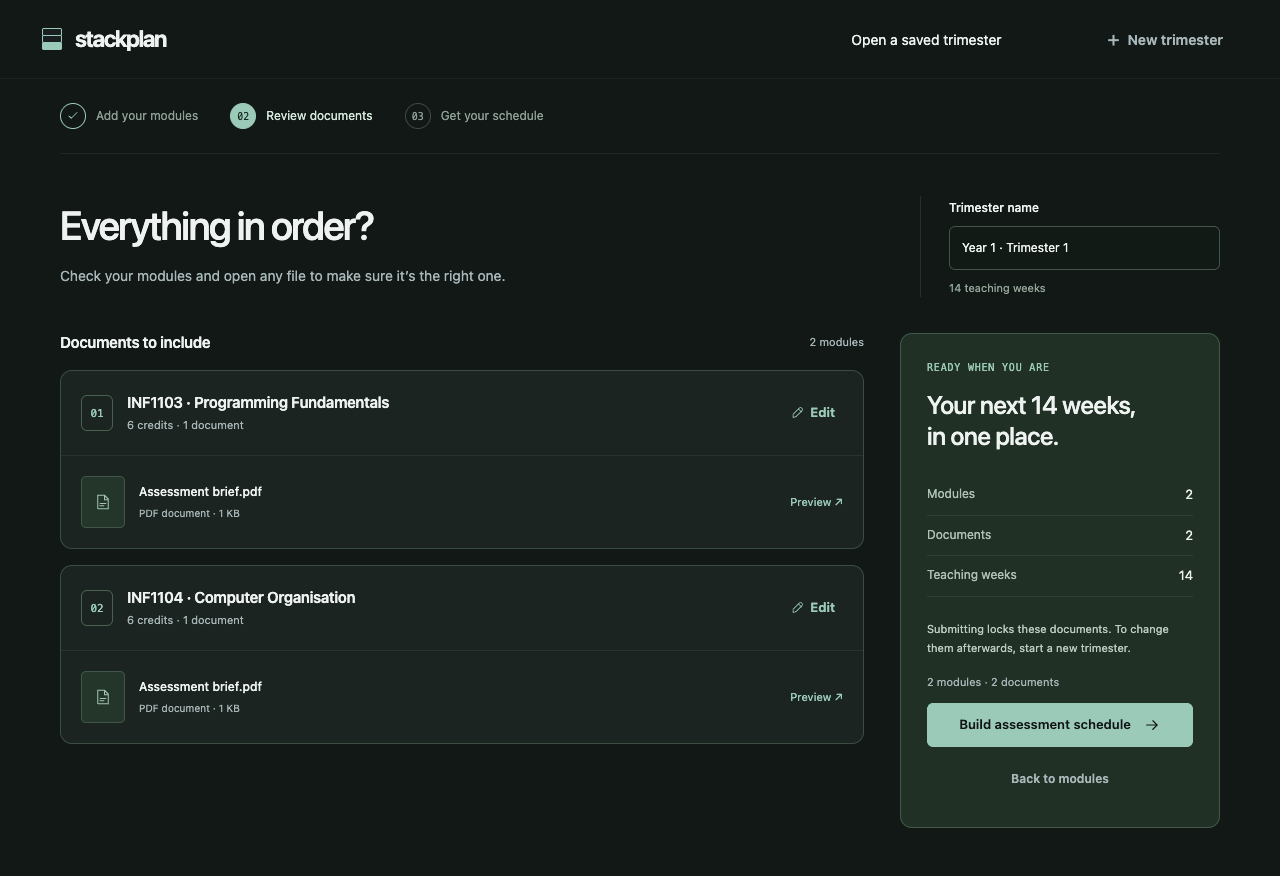 stackplan
Open a saved trimester
+ New trimester
Add your modules
02 Review documents
03 Get your schedule
Everything in order?
Check your modules and open any file to make sure it’s the right one.
Trimester name
Year 1 · Trimester 1
14 teaching weeks
Documents to include
2 modules
01
INF1103 · Programming Fundamentals
6 credits · 1 document
Edit
Assessment brief.pdf
PDF document · 1 KB
Preview ↗
02
INF1104 · Computer Organisation
6 credits · 1 document
Edit
Assessment brief.pdf
PDF document · 1 KB
Preview ↗
READY WHEN YOU ARE
Your next 14 weeks,
in one place.
Modules 2
Documents 2
Teaching weeks 14
Submitting locks these documents. To change
them afterwards, start a new trimester.
2 modules · 2 documents
Build assessment schedule →
Back to modules